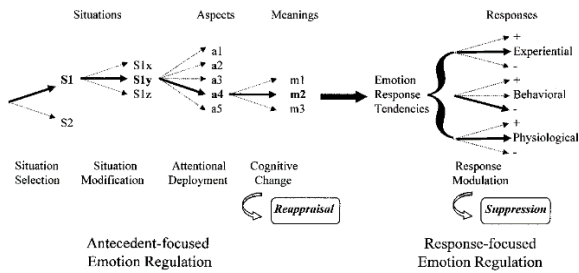 Situations Aspects Meanings Responses
S1
S2
S1x
S1y
S1z
a1
a2
a3
a4
a5
m1
m2
m3
Emotion
Response
Tendencies
+
Experiential
-
+
Behavioral
-
+
Physiological
-
Situation
Selection
Situation
Modification
Attentional
Deployment
Cognitive
Change
Response
Modulation
Reappraisal
Suppression
Antecedent-focused
Emotion Regulation
Response-focused
Emotion Regulation